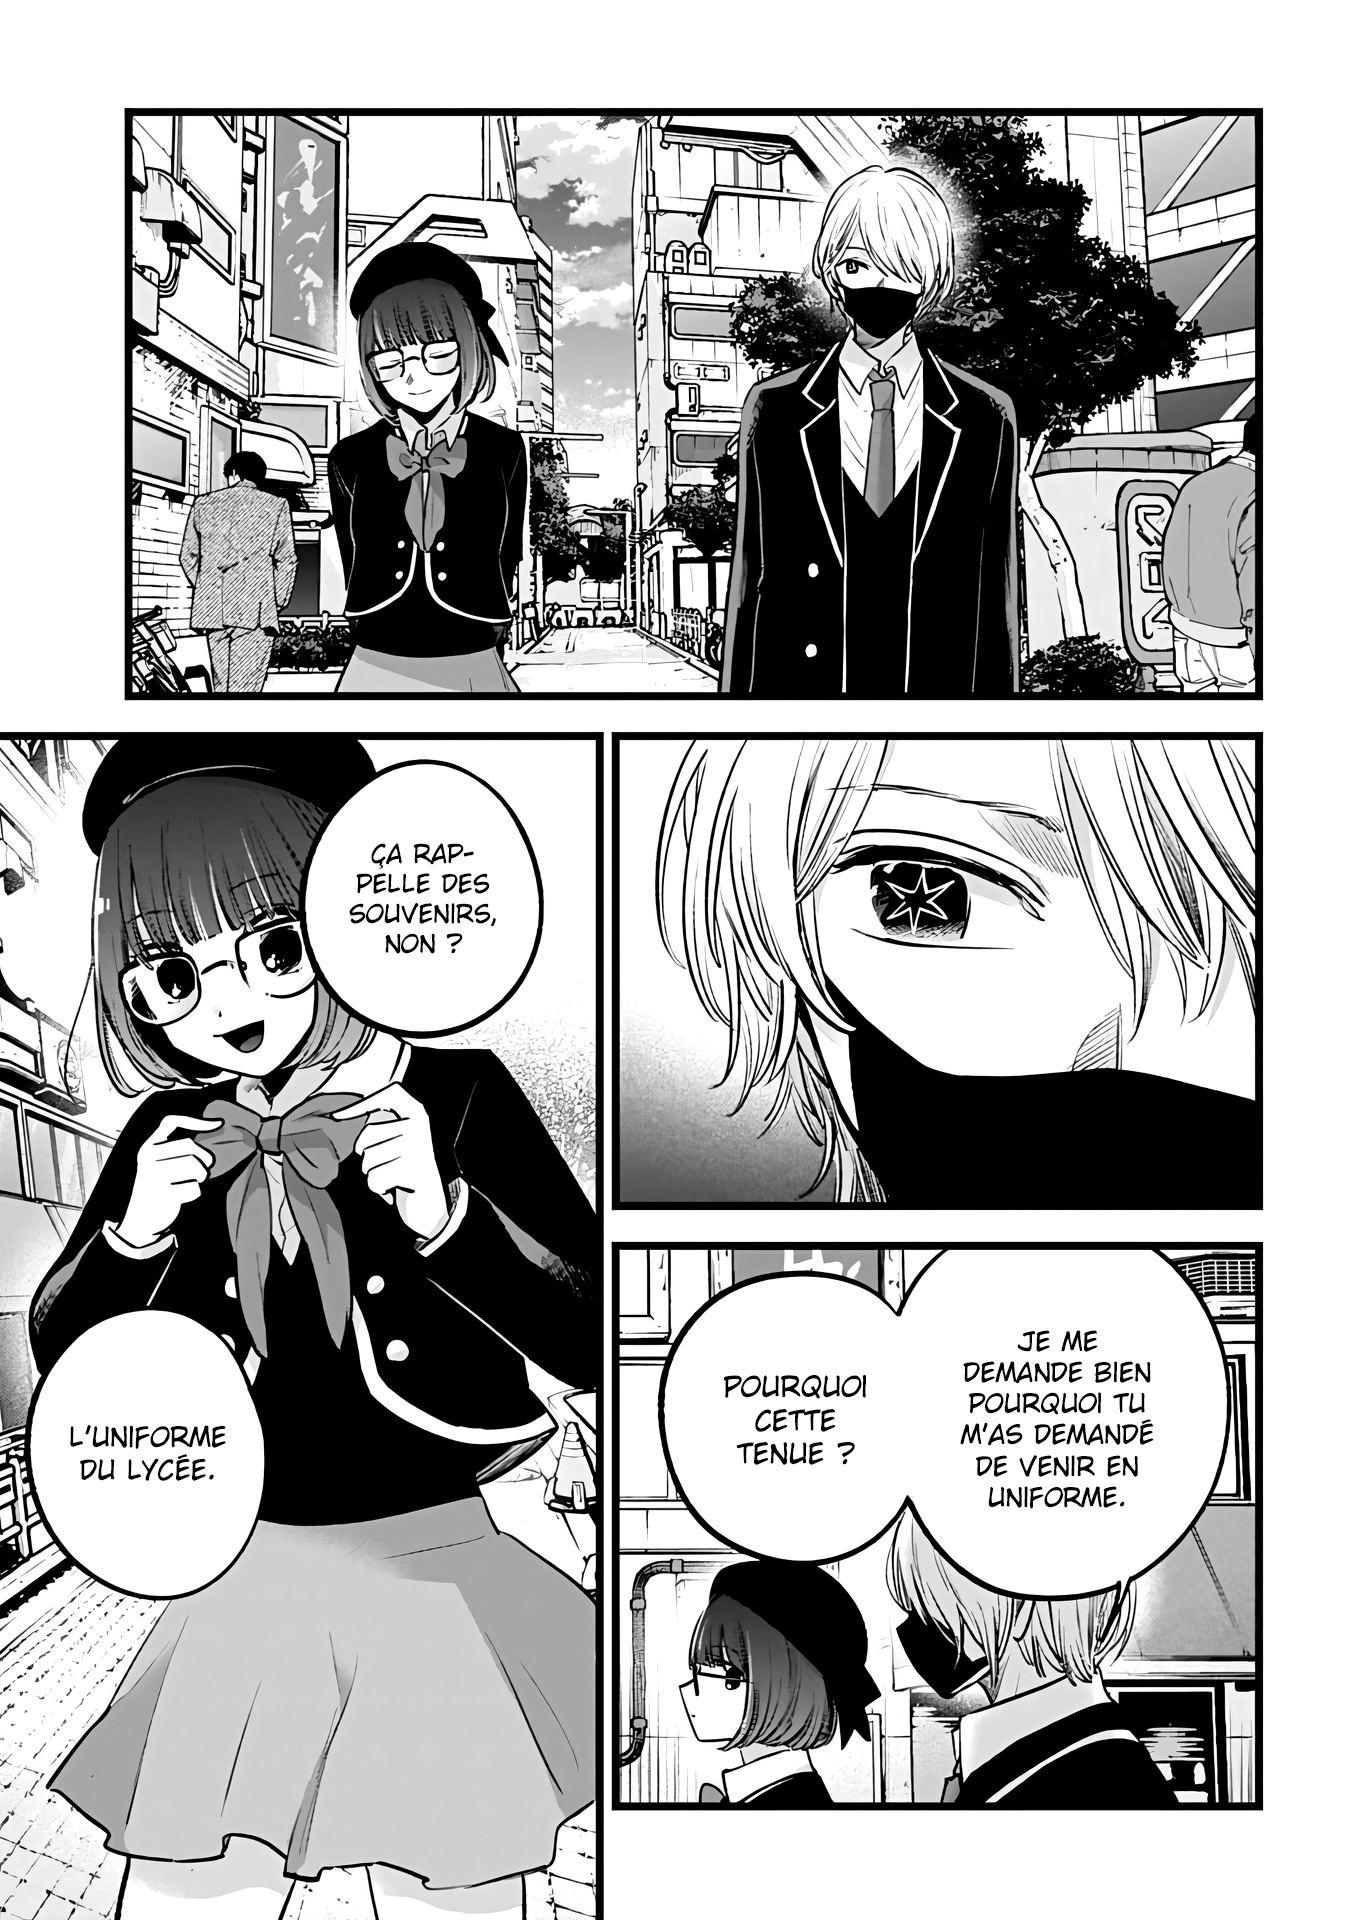 JE ME
DEMANDE BIEN
POURQUOI TU
M'AS DEMANDÉ
DE VENIR EN
UNIFORME.
POURQUOI
CETTE
TENUE ?
ÇA RAP-
PELLE DES
SOUVENIRS,
NON ?
L'UNIFORME
DU LYCÉE.